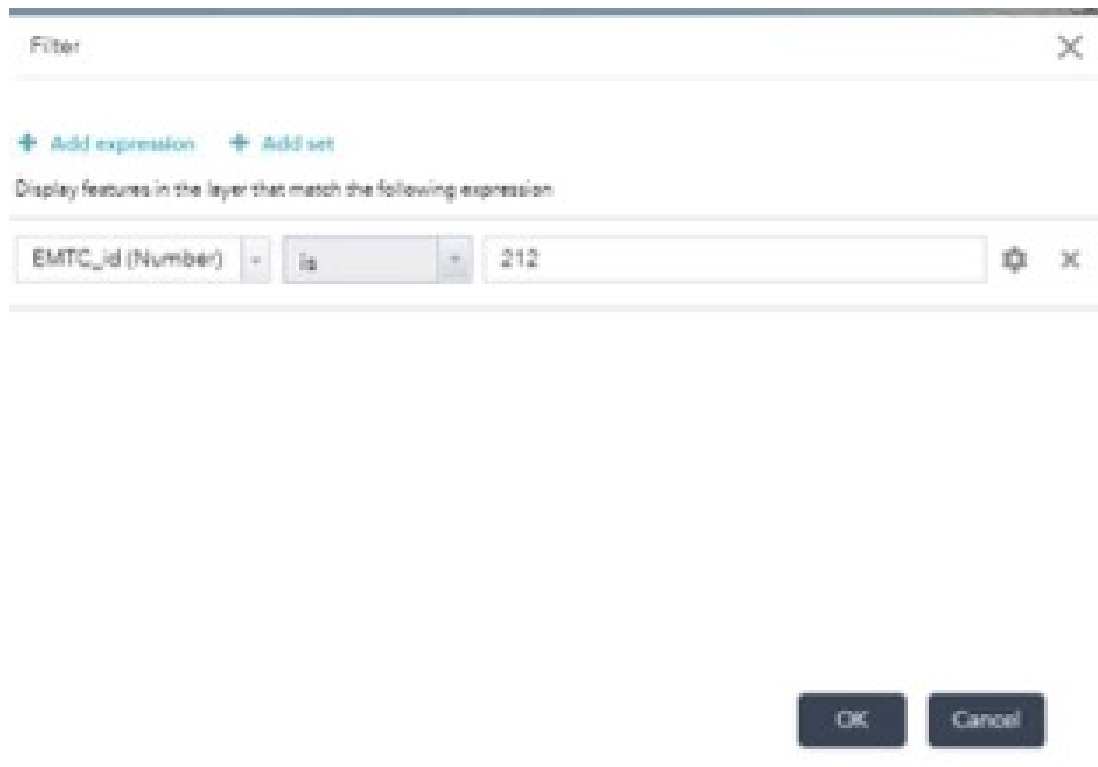 Filter
+ Add expression + Add set
Display features in the layer that match the following expression
EMTC_id (Number) is 212
OK Cancel